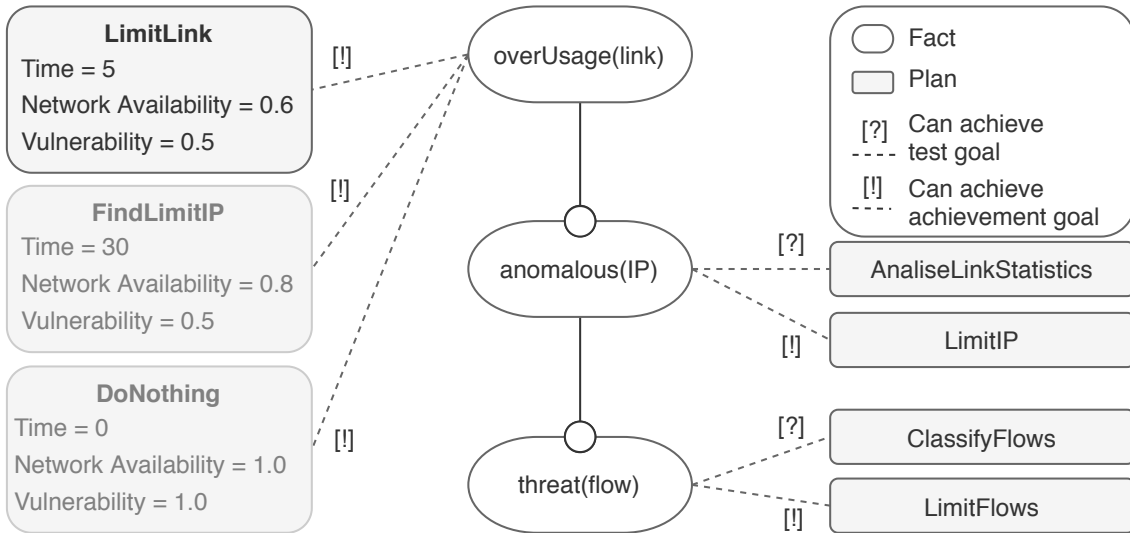 LimitLink
Time = 5
Network Availability = 0.6
Vulnerability = 0.5
[!]
FindLimitIP
Time = 30
Network Availability = 0.8
Vulnerability = 0.5
[!]
DoNothing
Time = 0
Network Availability = 1.0
Vulnerability = 1.0
[!]
overUsage(link)
anomalous(IP)
threat(flow)
Fact
Plan
[?] Can achieve
test goal
[!] Can achieve
achievement goal
[?]
AnaliseLinkStatistics
[!]
LimitIP
[?]
ClassifyFlows
[!]
LimitFlows